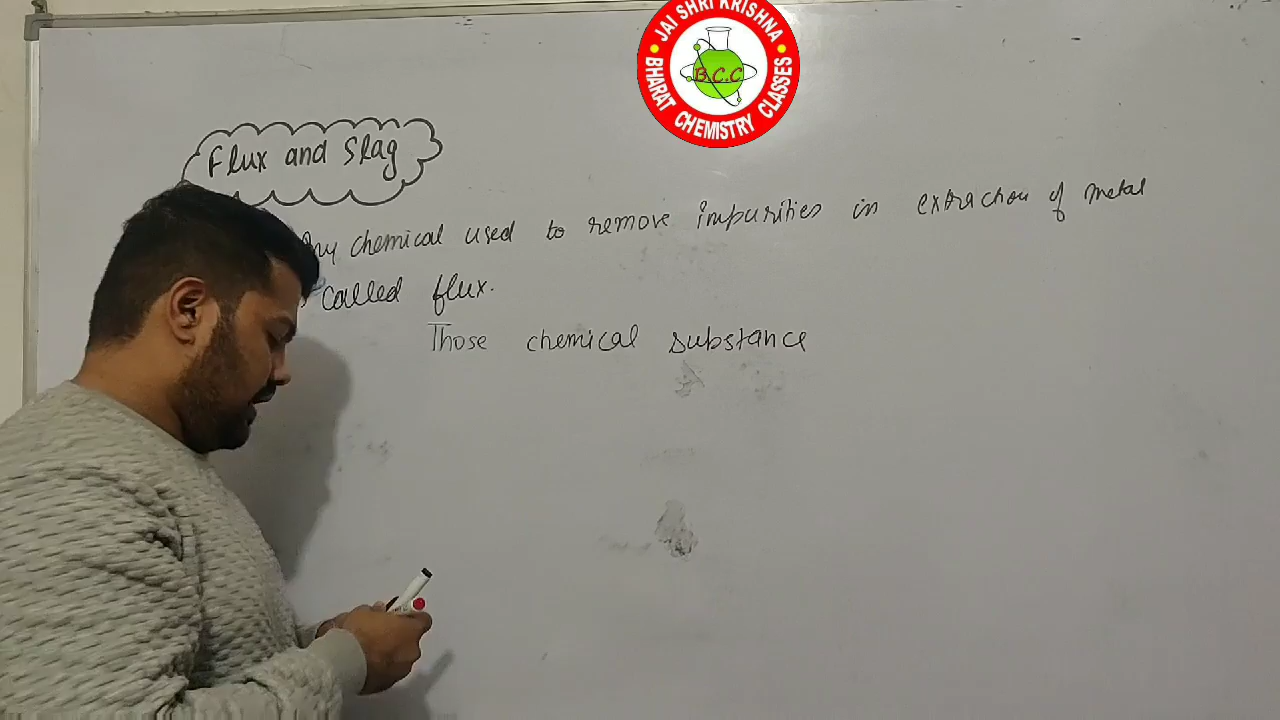 JAI SHRI KRISHNA
B.C.C
BHARAT CHEMISTRY CLASSES
Flux and Slag
Any chemical used to remove impurities in extraction of metal
called flux.
Those chemical substance